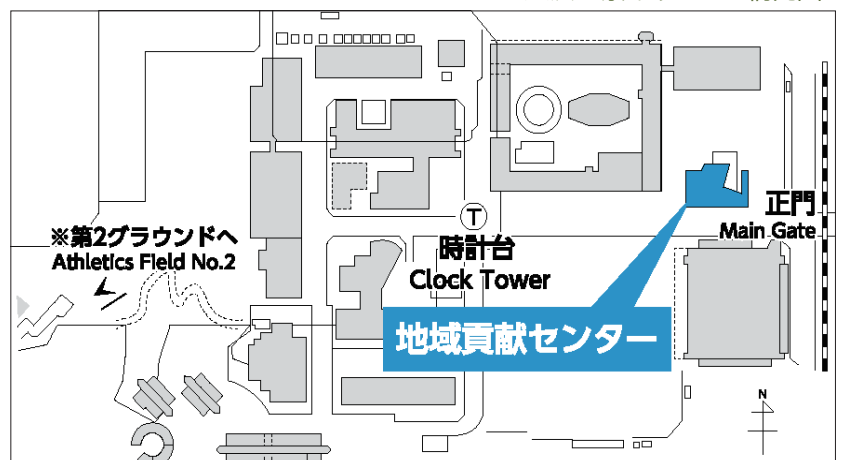 正門
Main Gate
※第2グラウンドへ
Athletics Field No.2
T
時計台
Clock Tower
地域貢献センター
N